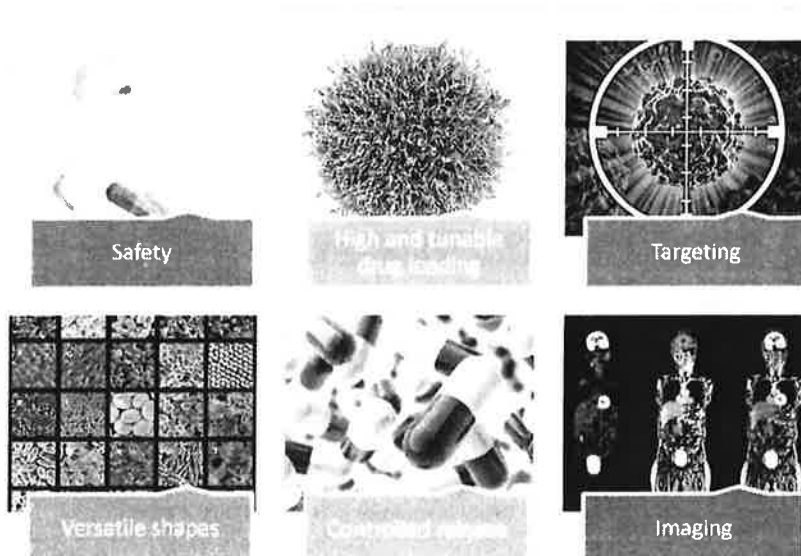 Safety
High and tunable
drug loading
Targeting
Versatile shapes
Controlled release
Imaging